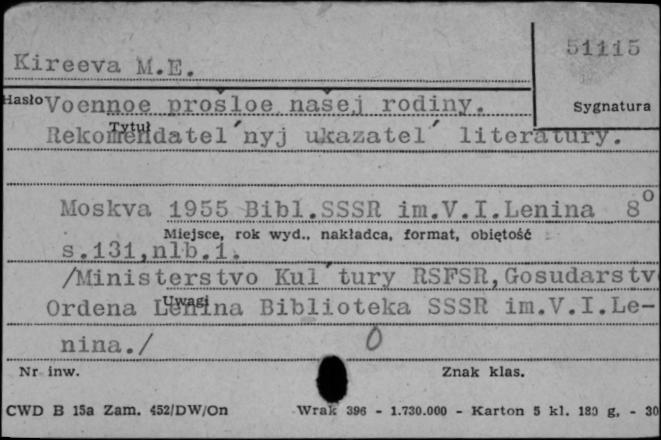 51115
Kireeva M.E.
Hasło Voennoe prošloe našej rodiny.
Sygnatura
Tytuł
Rekomendatel'nyj ukazatel' literatury.
Moskva 1955 Bibl.SSSR im.V.I.Lenina 8°
Miejsce, rok wyd., nakładca, format, objętość
s.131,nlb.1.
/Ministerstvo Kul'tury RSFSR,Gosudarstv
Uwagi
Ordena Lenina Biblioteka SSSR im.V.I.Le-
nina./ 0
Nr inw. Znak klas.
CWD B 15a Zam. 452/DW/On Wrak 396 - 1.730.000 - Karton 5 kl. 180 g, - 30